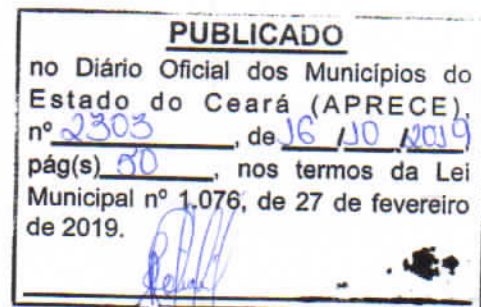 PUBLICADO
no Diário Oficial dos Municípios do
Estado do Ceará (APRECE),
nº 2303, de 16/10/2019
pág(s) 50, nos termos da Lei
Municipal nº 1.076, de 27 de fevereiro
de 2019.